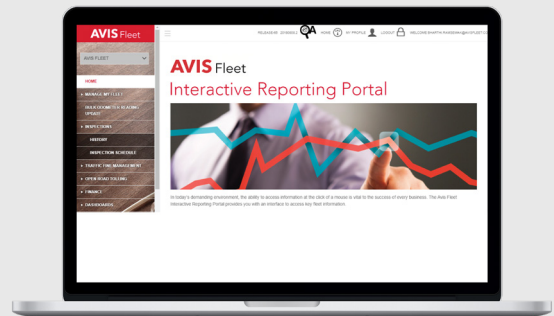 AVIS Fleet
HOME
MY PROFILE
LOGOUT
AVIS FLEET
HOME
MANAGE MY FLEET
BULK ODOMETER READING
UPDATE
INSPECTIONS
HISTORY
INSPECTION SCHEDULE
TRAFFIC FINE MANAGEMENT
OPEN ROAD TOLLING
FINANCE
DASHBOARDS
AVIS Fleet
Interactive Reporting Portal
In today's demanding environment, the ability to access information at the click of a mouse is vital to the success of every business. The Avis Fleet
Interactive Reporting Portal provides you with an interface to access key fleet information